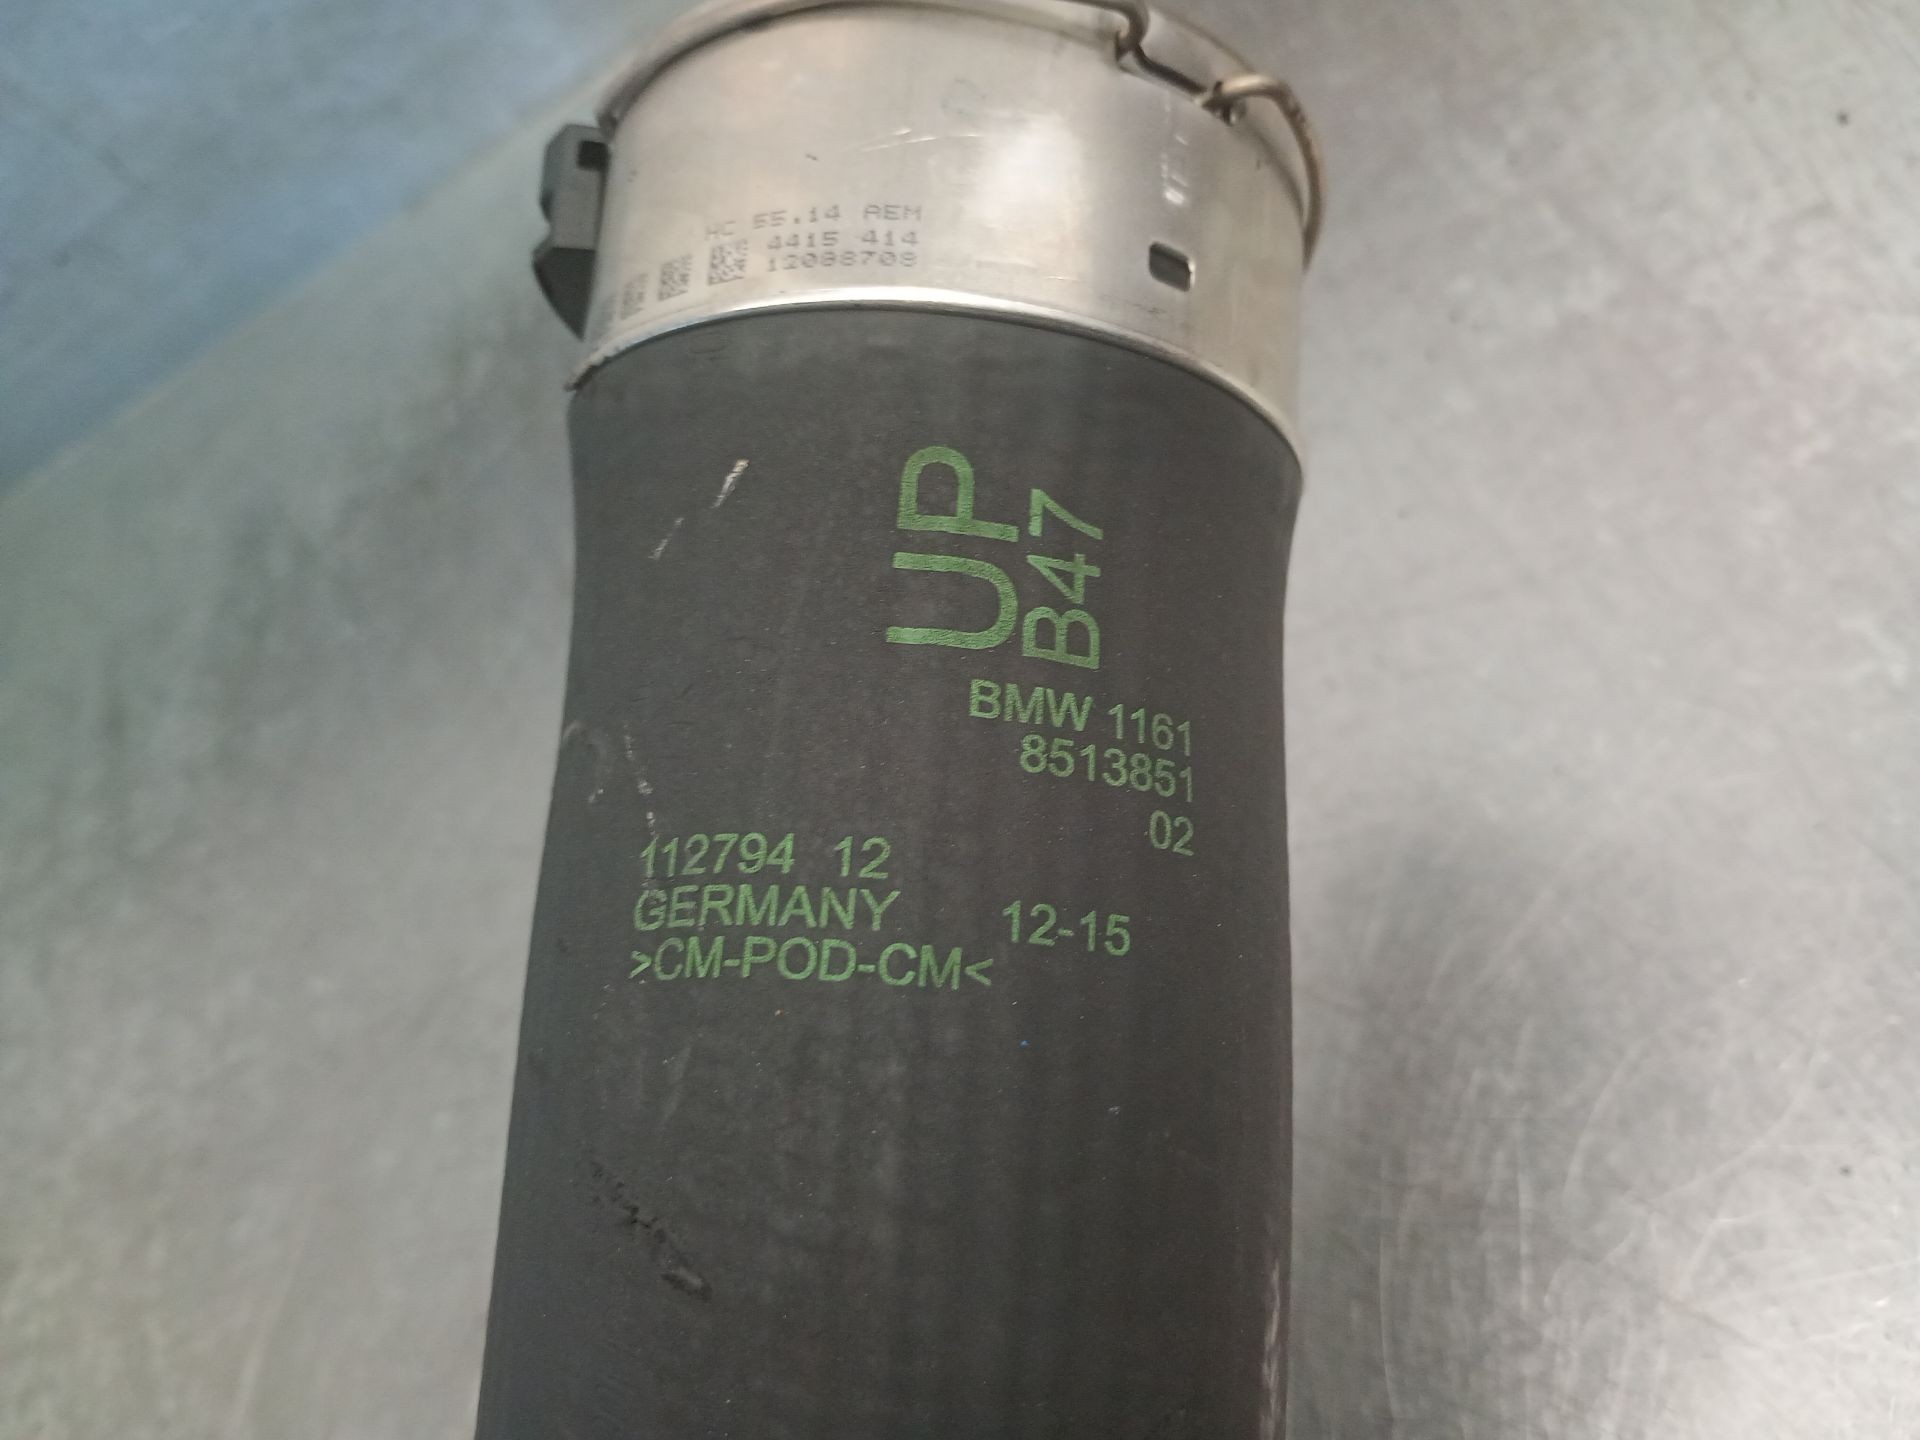 HC 55.14 AEM
4415 414
12088708
UP
B47
BMW 1161
8513851
02
112794 12
GERMANY
12-15
>CM-POD-CM<